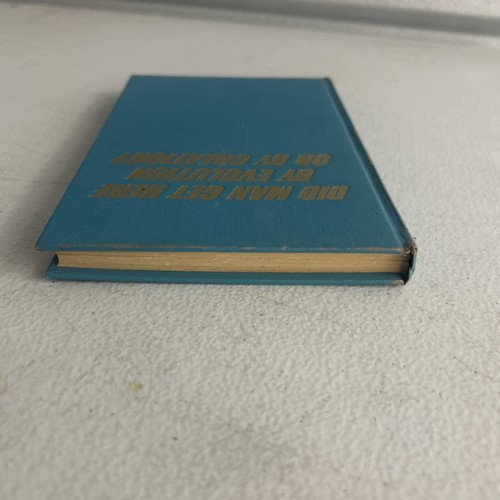 DID MAN GET HERE
BY EVOLUTION
OR BY CREATION?